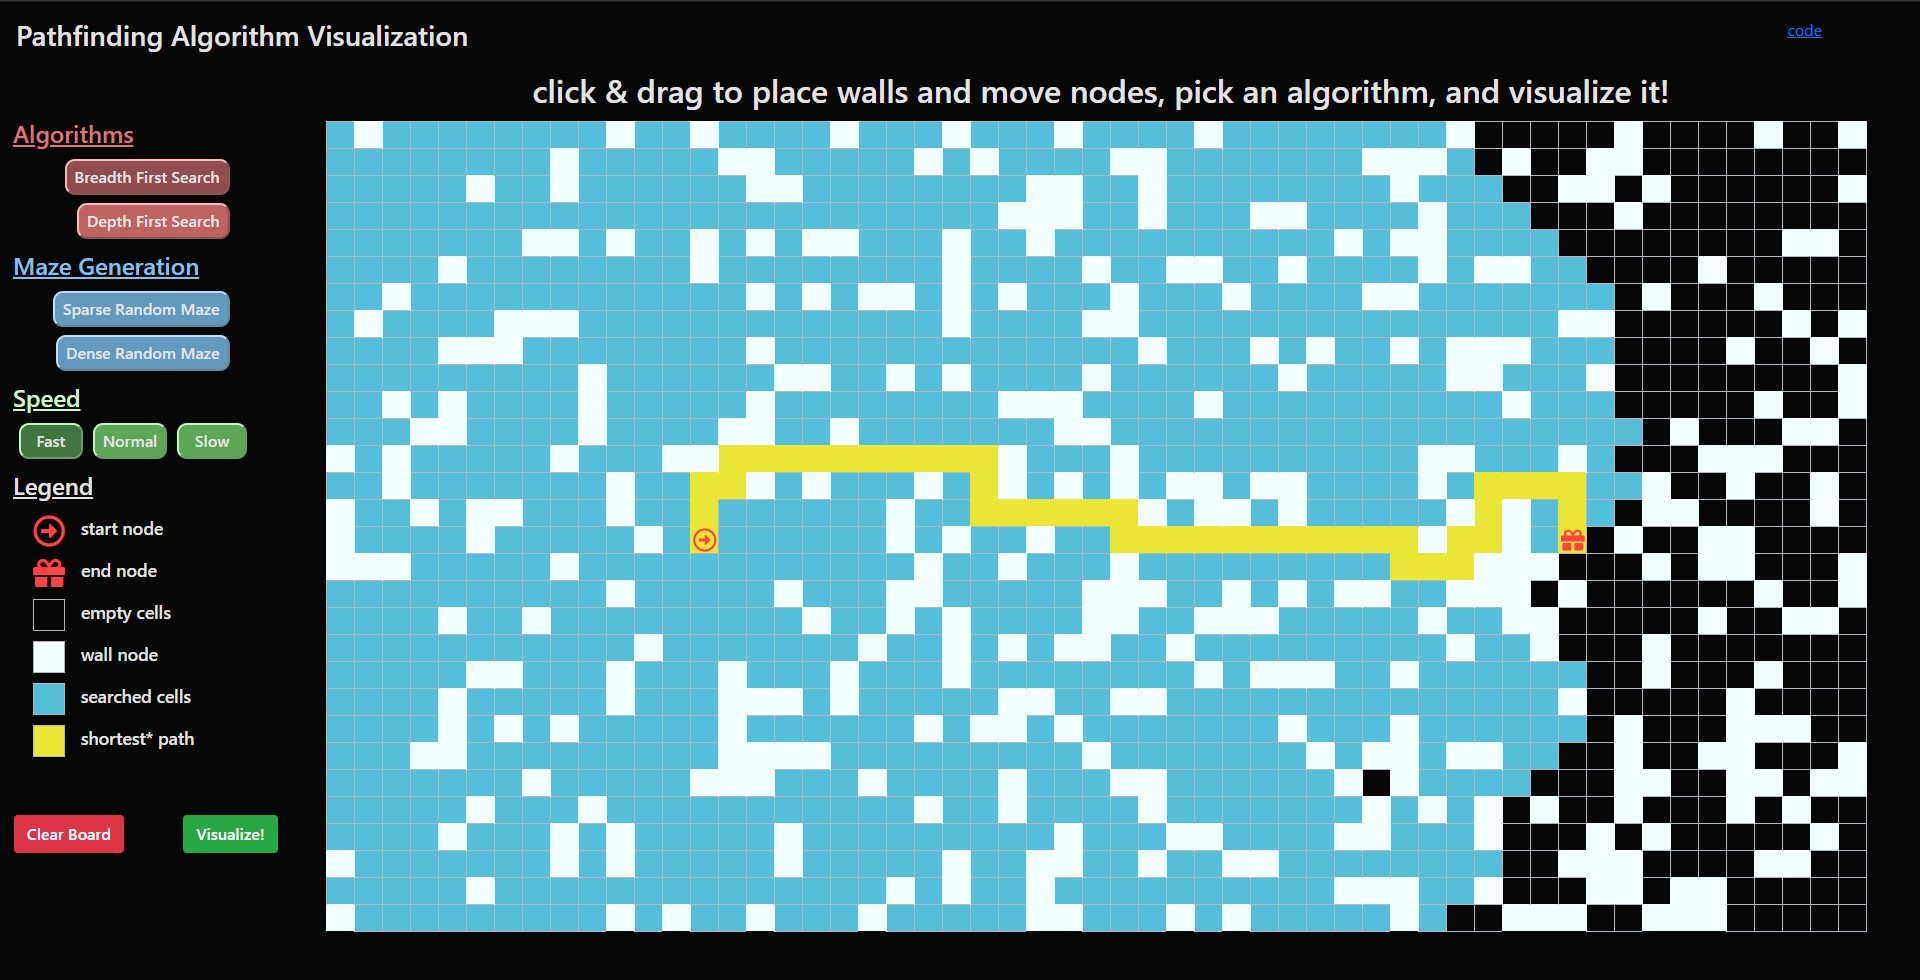 Pathfinding Algorithm Visualization
code
click & drag to place walls and move nodes, pick an algorithm, and visualize it!
Algorithms
Breadth First Search
Depth First Search
Maze Generation
Sparse Random Maze
Dense Random Maze
Speed
Fast Normal Slow
Legend
start node
end node
empty cells
wall node
searched cells
shortest* path
Clear Board Visualize!